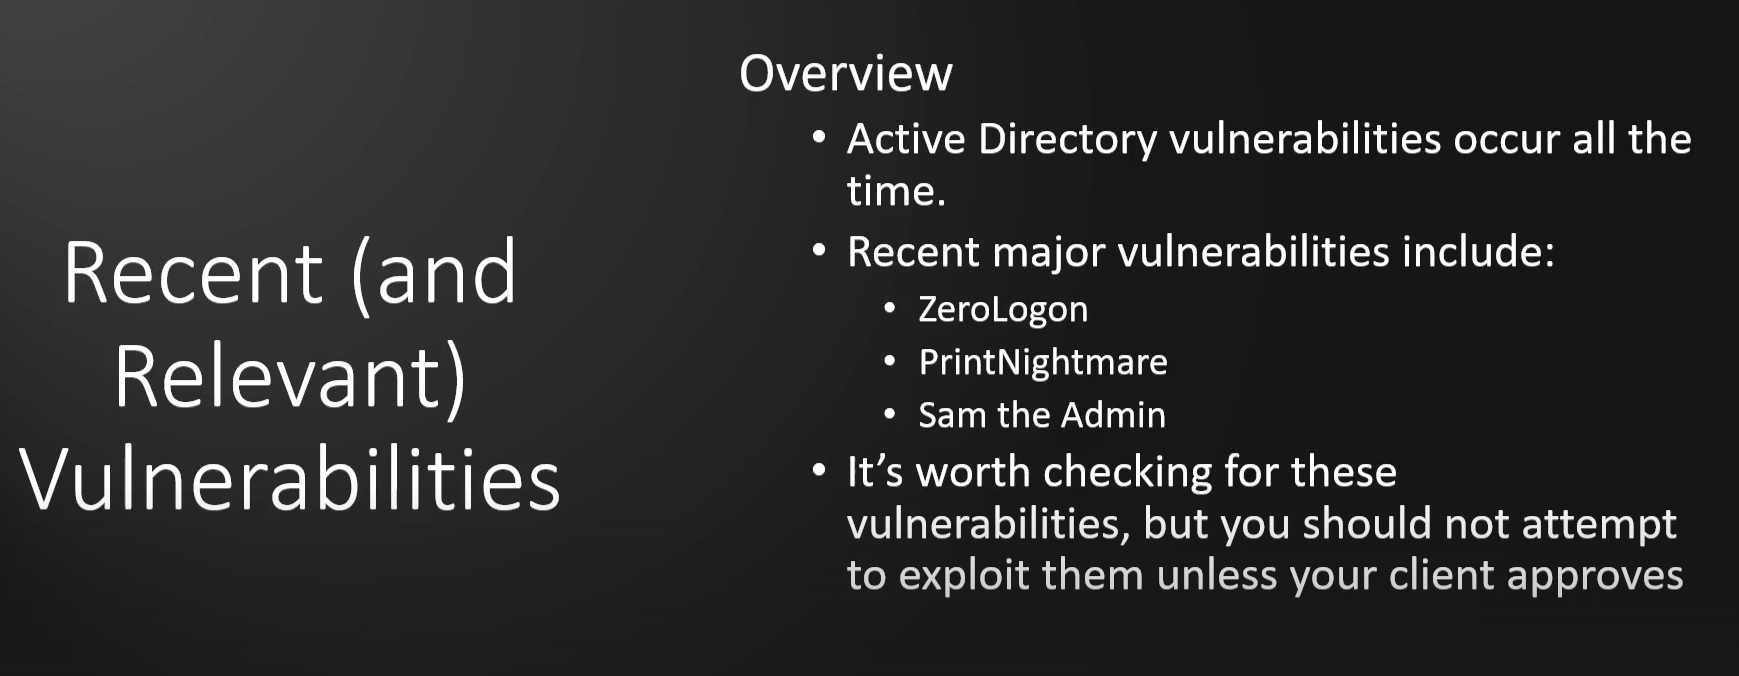 Recent (and
Relevant)
Vulnerabilities
Overview
• Active Directory vulnerabilities occur all the
time.
• Recent major vulnerabilities include:
• ZeroLogon
• PrintNightmare
• Sam the Admin
• It’s worth checking for these
vulnerabilities, but you should not attempt
to exploit them unless your client approves